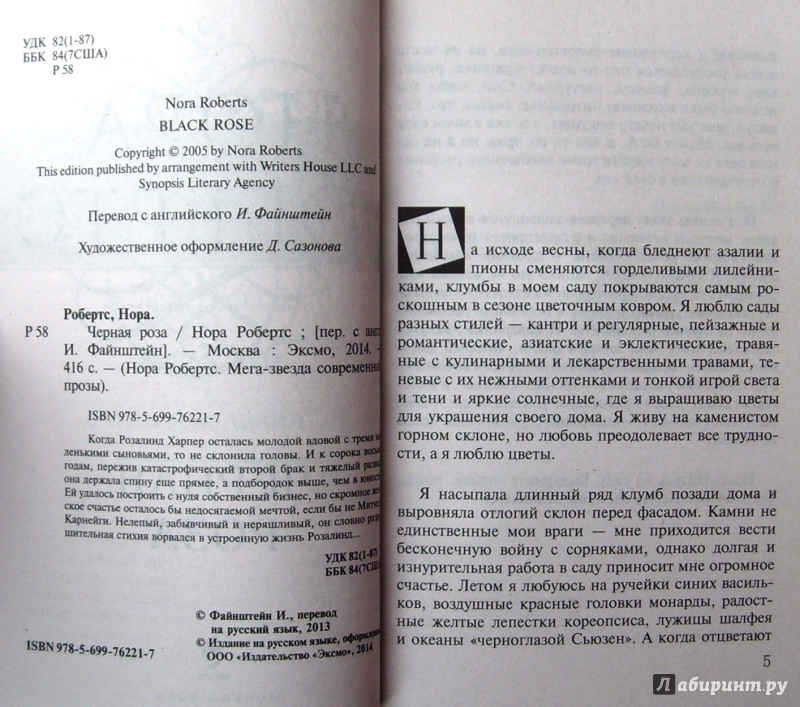 УДК 82(1-87)
ББК 84(7США)
Р 58
Nora Roberts
BLACK ROSE
Copyright © 2005 by Nora Roberts
This edition published by arrangement with Writers House LLC and
Synopsis Literary Agency
Перевод с английского И. Файнштейн
Художественное оформление Д. Сазонова
Робертс, Нора.
Р 58 Черная роза / Нора Робертс ; [пер. с анг
И. Файнштейн]. — Москва : Эксмо, 2014. -
416 с. — (Нора Робертс. Мега-звезда современно
прозы).
ISBN 978-5-699-76221-7
Когда Розалинд Харпер осталась молодой вдовой с тремя
ленькими сыновьями, то не склонила головы. И к сорока
годам, пережив катастрофический второй брак и тяжелый
она держала спину еще прямее, а подбородок выше, чем в
Ей удалось построить с нуля собственный бизнес, но скромное
ское счастье осталось бы недосягаемой мечтой, если бы не
Карнейги. Нелепый, забывчивый и неряшливый, он словно
шительная стихия ворвался в устроенную жизнь Розалинд...
УДК 82(1-87)
ББК 84(7США)
© Файнштейн И., перевод
на русский язык, 2013
© Издание на русском языке,
ООО «Издательство «Эксмо», 2014
ISBN 978-5-699-76221-7
На исходе весны, когда бледнеют азалии и
пионы сменяются горделивыми лилейни-
ками, клумбы в моем саду покрываются самым ро-
скошным в сезоне цветочным ковром. Я люблю сады
разных стилей — кантри и регулярные, пейзажные и
романтические, азиатские и эклектические, травя-
ные с кулинарными и лекарственными травами, те-
невые с их нежными оттенками и тонкой игрой света
и тени и яркие солнечные, где я выращиваю цветы
для украшения своего дома. Я живу на каменистом
горном склоне, но любовь преодолевает все трудно-
сти, а я люблю цветы.
Я насыпала длинный ряд клумб позади дома и
выровняла отлогий склон перед фасадом. Камни не
единственные мои враги — мне приходится вести
бесконечную войну с сорняками, однако долгая и
изнурительная работа в саду приносит мне огромное
счастье. Летом я любуюсь на ручейки синих васильков
ков, воздушные красные головки монарды, радост-
ные желтые лепестки кореопсиса, лужицы шалфея
и океаны «черноглазой Сьюзен». А когда отцветают
5
Лабиринт.ру